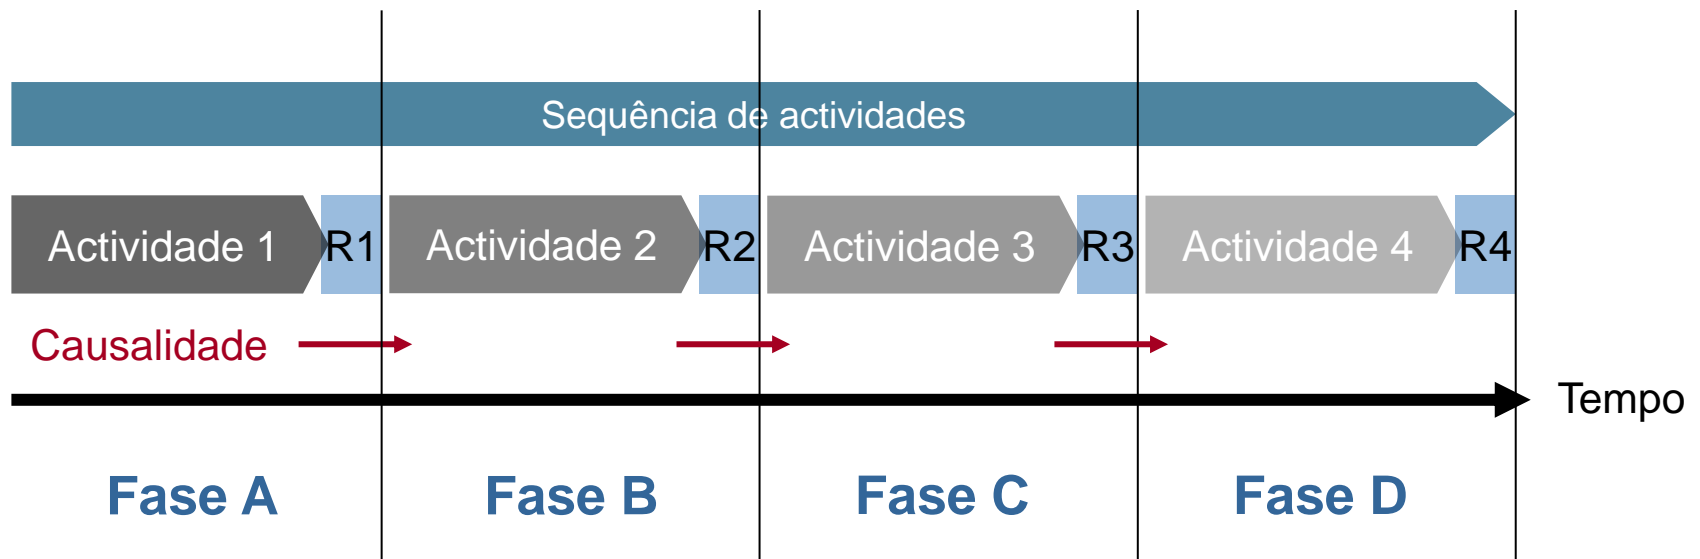 Sequência de actividades
Actividade 1 R1 Actividade 2 R2 Actividade 3 R3 Actividade 4 R4
Causalidade
Tempo
Fase A Fase B Fase C Fase D